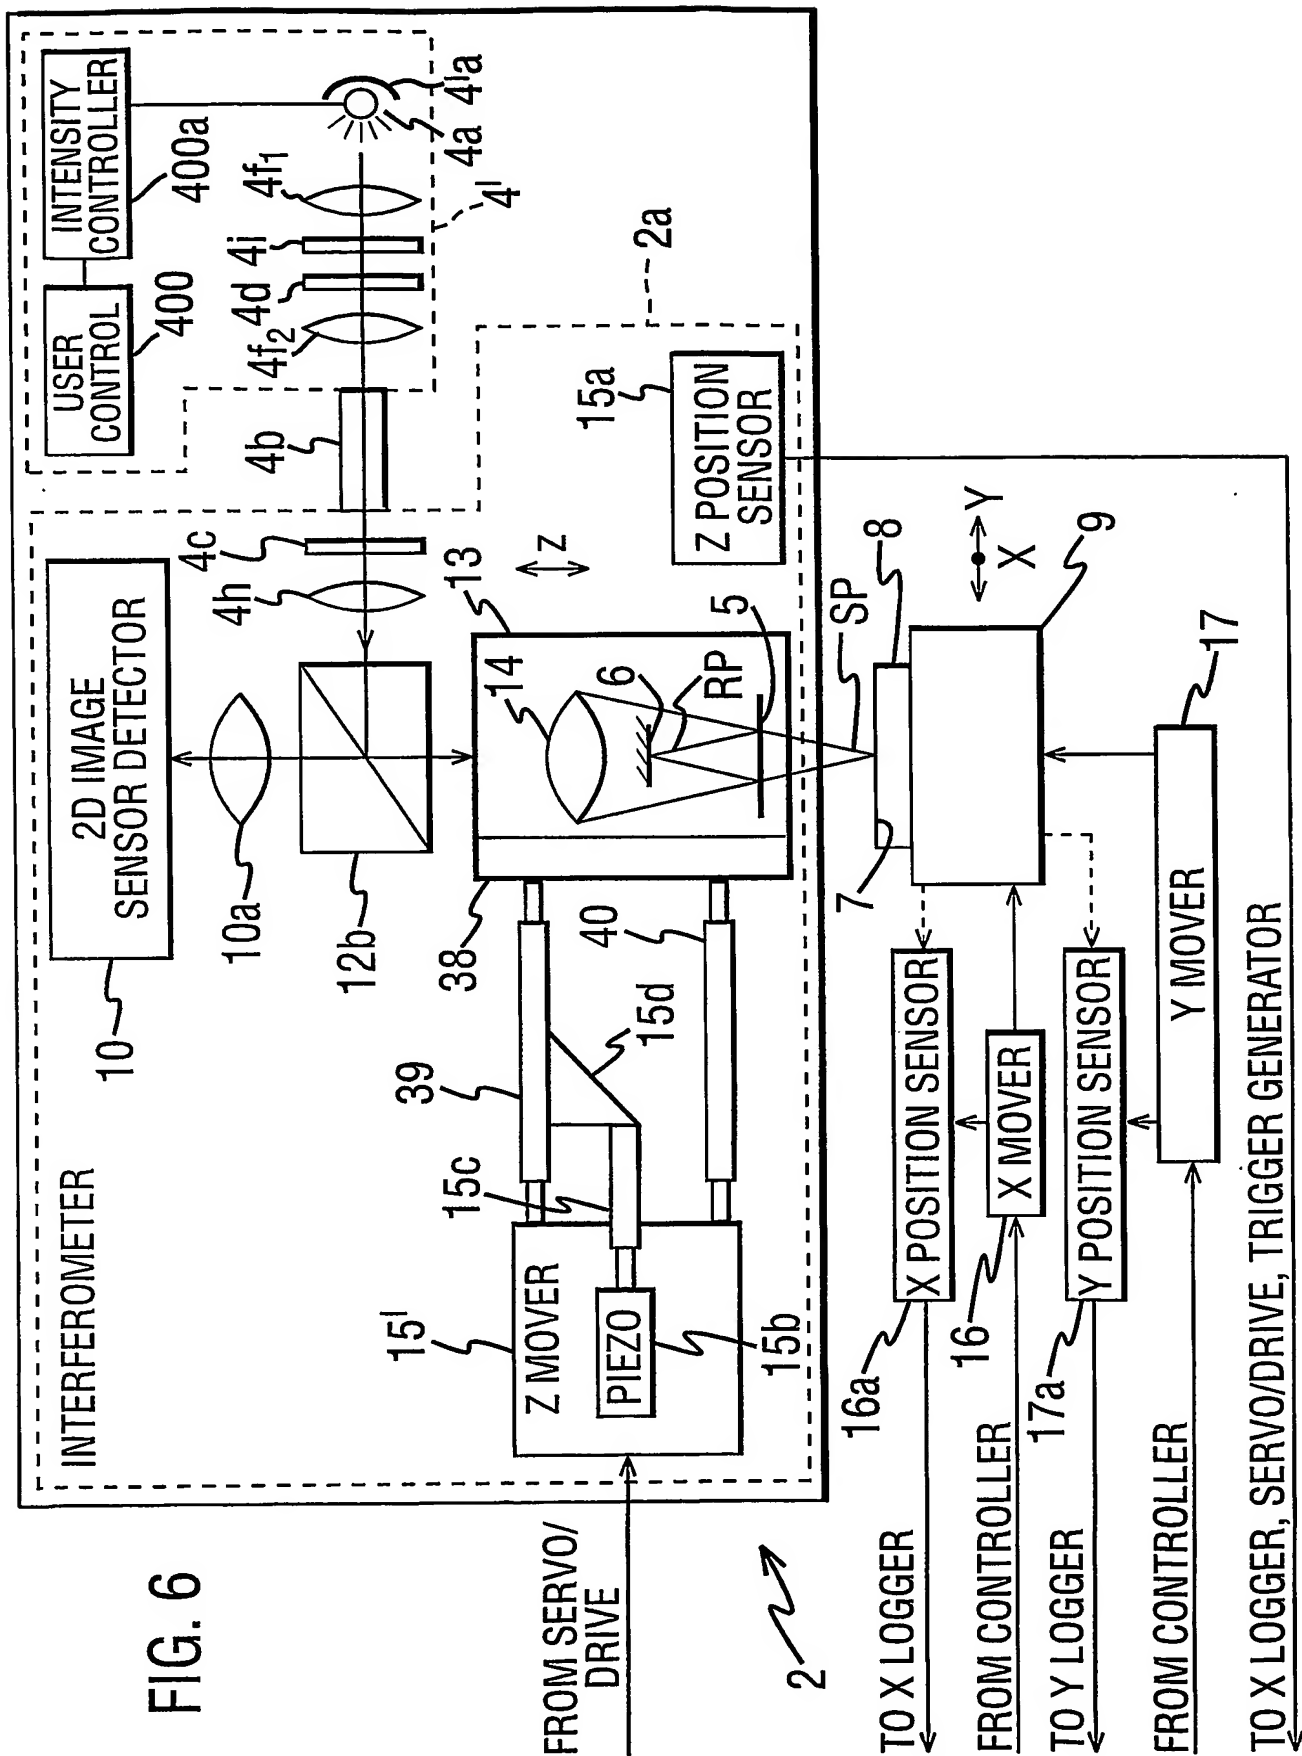 FIG. 6
INTERFEROMETER
2D IMAGE
SENSOR DETECTOR
10
10a
12b
USER
CONTROL
400
INTENSITY
CONTROLLER
400a
4'a
4a
4f1
4i
4d
4f2
4'
4b
4c
4h
2a
Z POSITION
SENSOR
15a
13
Z
14
6
RP
5
38
39
40
15d
15c
15'
Z MOVER
PIEZO
15b
FROM SERVO/
DRIVE
2
SP
8
7
9
Y
X
X POSITION SENSOR
16a
X MOVER
16
Y POSITION SENSOR
17a
Y MOVER
17
TO X LOGGER
FROM CONTROLLER
TO Y LOGGER
FROM CONTROLLER
TO X LOGGER, SERVO/DRIVE, TRIGGER GENERATOR